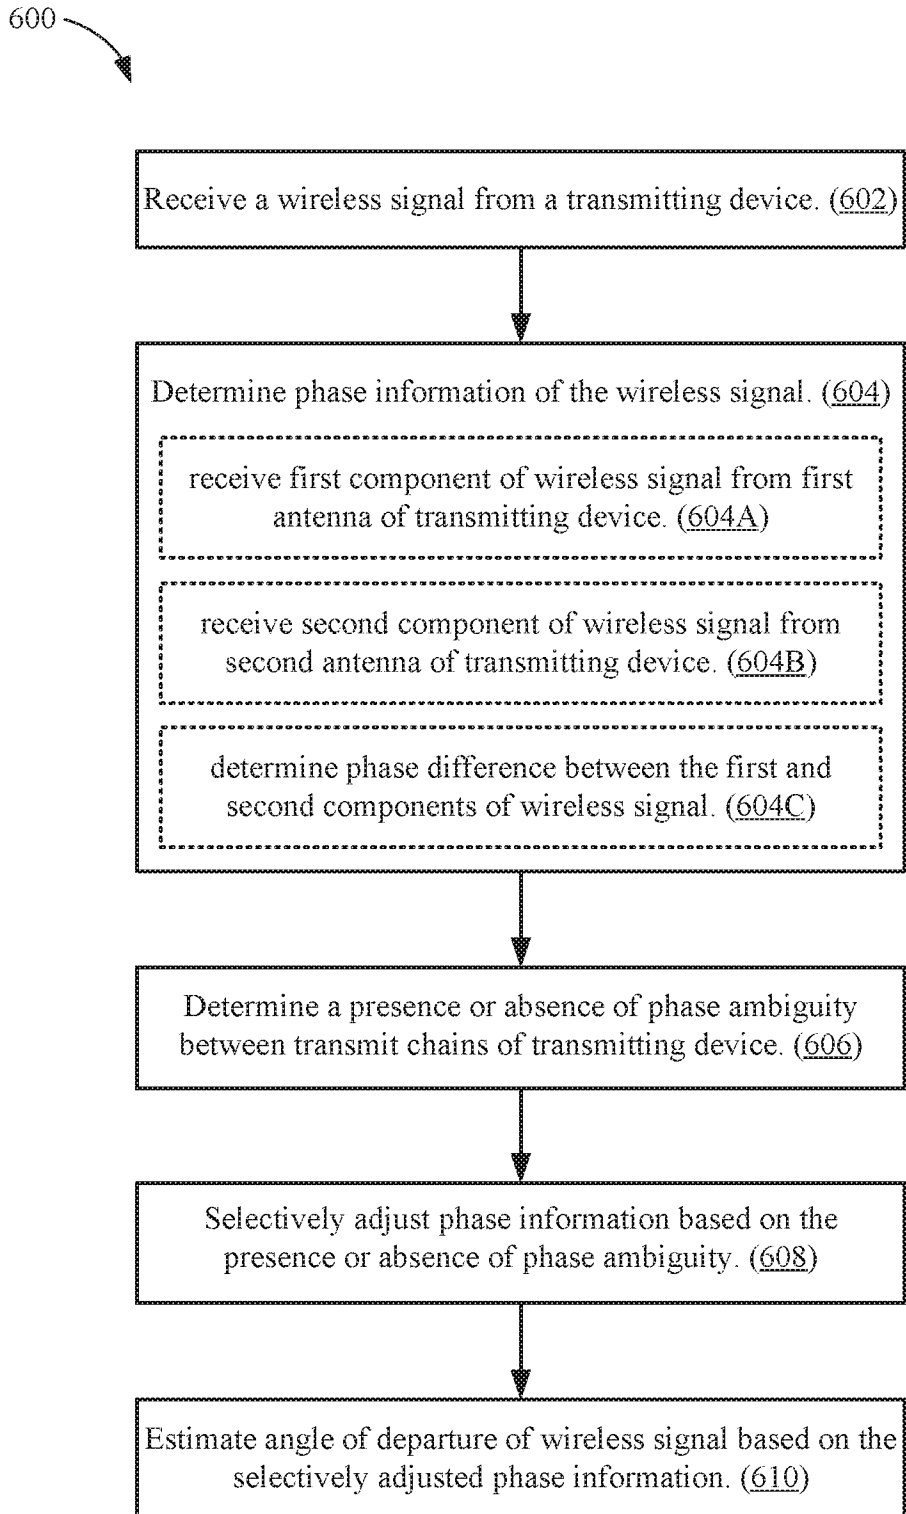 600
Receive a wireless signal from a transmitting device. (602)
Determine phase information of the wireless signal. (604)
receive first component of wireless signal from first
antenna of transmitting device. (604A)
receive second component of wireless signal from
second antenna of transmitting device. (604B)
determine phase difference between the first and
second components of wireless signal. (604C)
Determine a presence or absence of phase ambiguity
between transmit chains of transmitting device. (606)
Selectively adjust phase information based on the
presence or absence of phase ambiguity. (608)
Estimate angle of departure of wireless signal based on the
selectively adjusted phase information. (610)